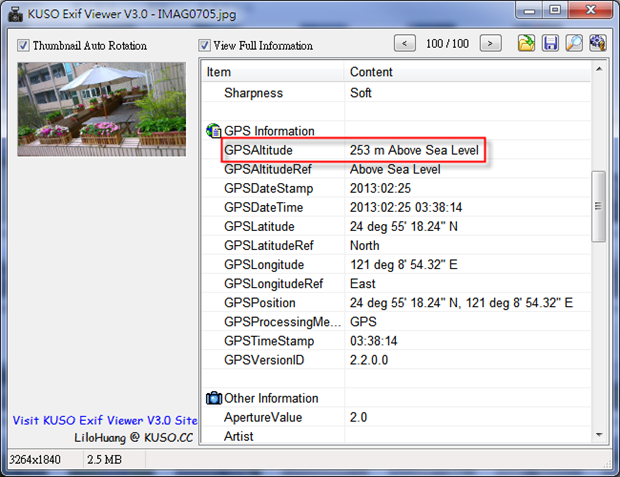 KUSO Exif Viewer V3.0 - IMAG0705.jpg
Thumbnail Auto Rotation
View Full Information
< 100 / 100 >
Item Content
Sharpness Soft
GPS Information
GPSAltitude 253 m Above Sea Level
GPSAltitudeRef Above Sea Level
GPSDateStamp 2013:02:25
GPSDateTime 2013:02:25 03:38:14
GPSLatitude 24 deg 55' 18.24" N
GPSLatitudeRef North
GPSLongitude 121 deg 8' 54.32" E
GPSLongitudeRef East
GPSPosition 24 deg 55' 18.24" N, 121 deg 8' 54.32" E
GPSProcessingMe... GPS
GPSTimeStamp 03:38:14
GPSVersionID 2.2.0.0
Other Information
ApertureValue 2.0
Artist
Visit KUSO Exif Viewer V3.0 Site
LiloHuang @ KUSO.CC
3264x1840 2.5 MB